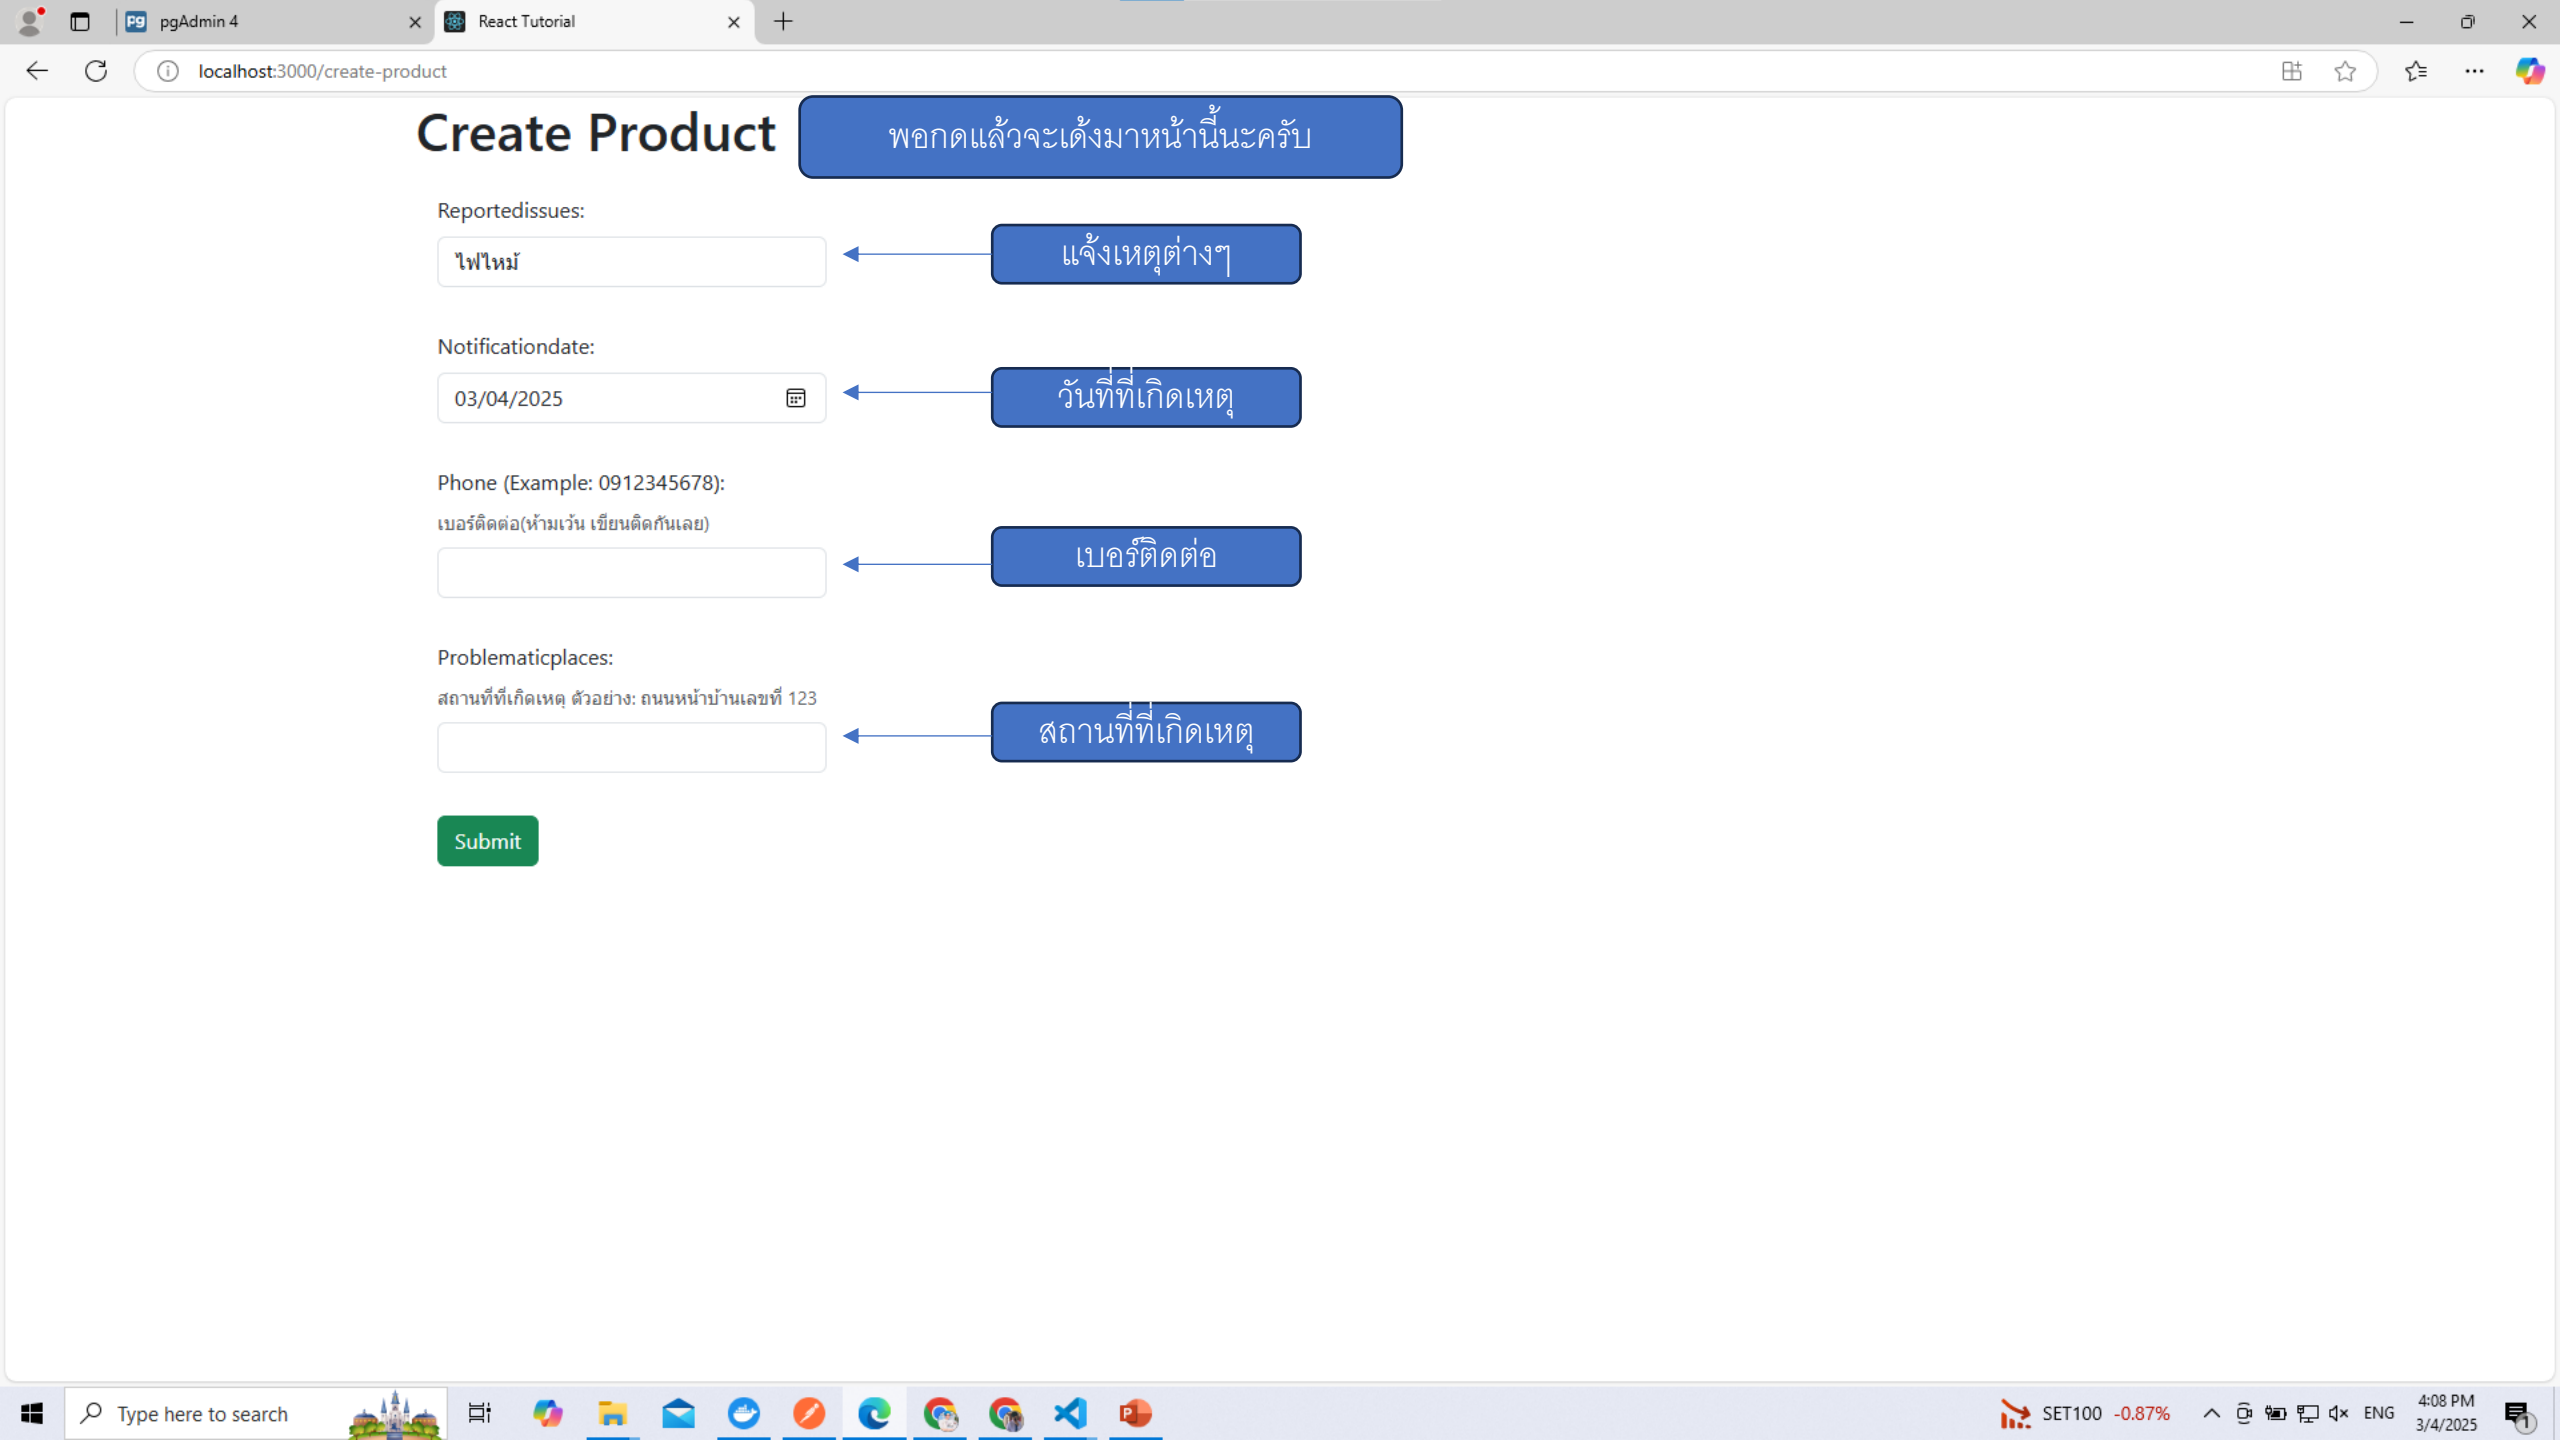 pgAdmin 4
React Tutorial
localhost:3000/create-product
Create Product
พอกดแล้วจะเด้งมาหน้านี้นะครับ
Reportedissues:
ไฟไหม้
แจ้งเหตุต่างๆ
Notificationdate:
03/04/2025
วันที่ที่เกิดเหตุ
Phone (Example: 0912345678):
เบอร์ติดต่อ(ห้ามเว้น เขียนติดกันเลย)
เบอร์ติดต่อ
Problematicplaces:
สถานที่ที่เกิดเหตุ ตัวอย่าง: ถนนหน้าบ้านเลขที่ 123
สถานที่ที่เกิดเหตุ
Submit
Type here to search
SET100 -0.87%
ENG
4:08 PM
3/4/2025
1